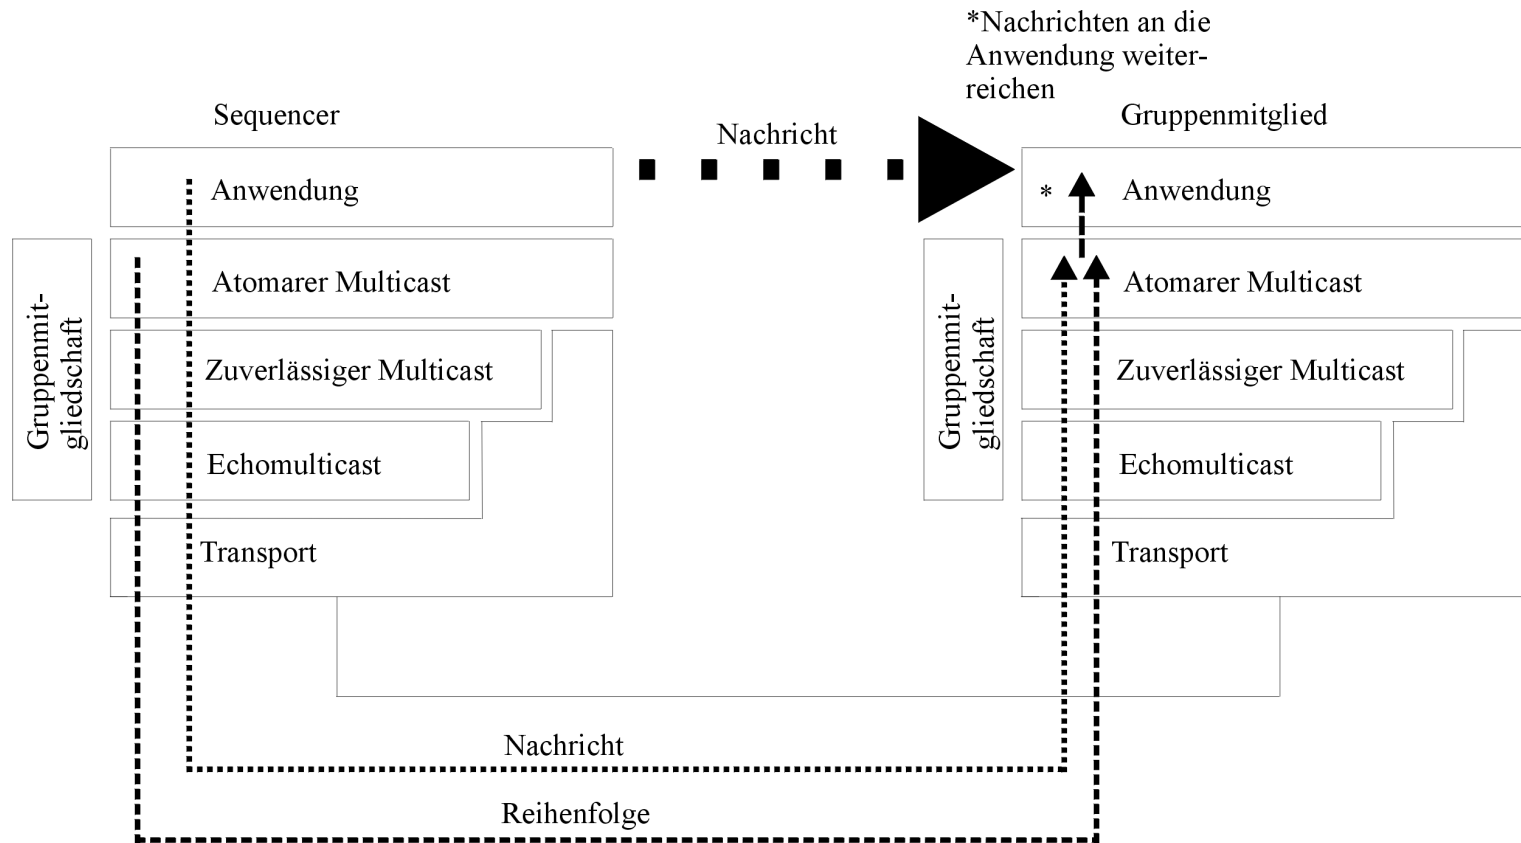 *Nachrichten an die
Anwendung weiter-
reichen
Sequencer
Nachricht
Gruppenmitglied
Anwendung
* Anwendung
Gruppenmit-
gliedschaft
Atomarer Multicast
Zuverlässiger Multicast
Echomulticast
Transport
Gruppenmit-
gliedschaft
Atomarer Multicast
Zuverlässiger Multicast
Echomulticast
Transport
Nachricht
Reihenfolge